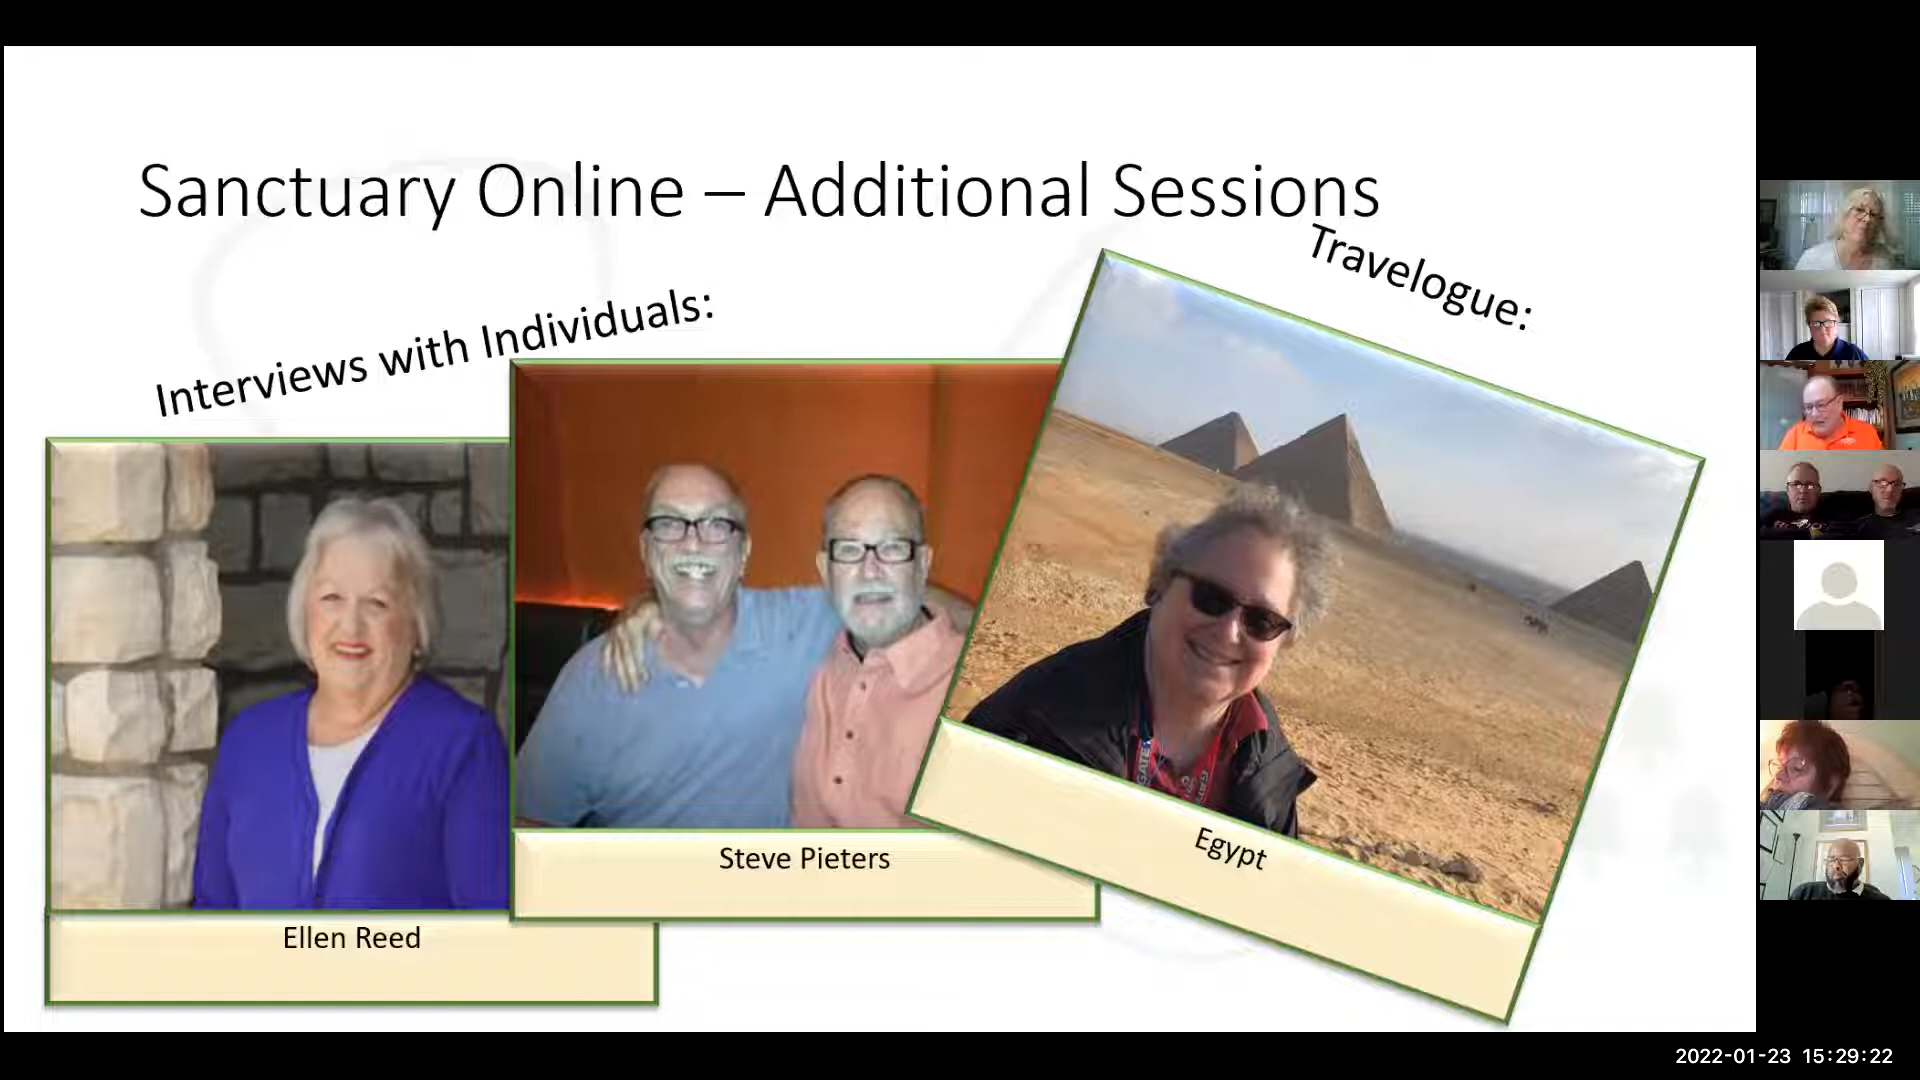 Sanctuary Online – Additional Sessions
Travelogue:
Interviews with Individuals:
Ellen Reed
Steve Pieters
Egypt
2022-01-23 15:29:22